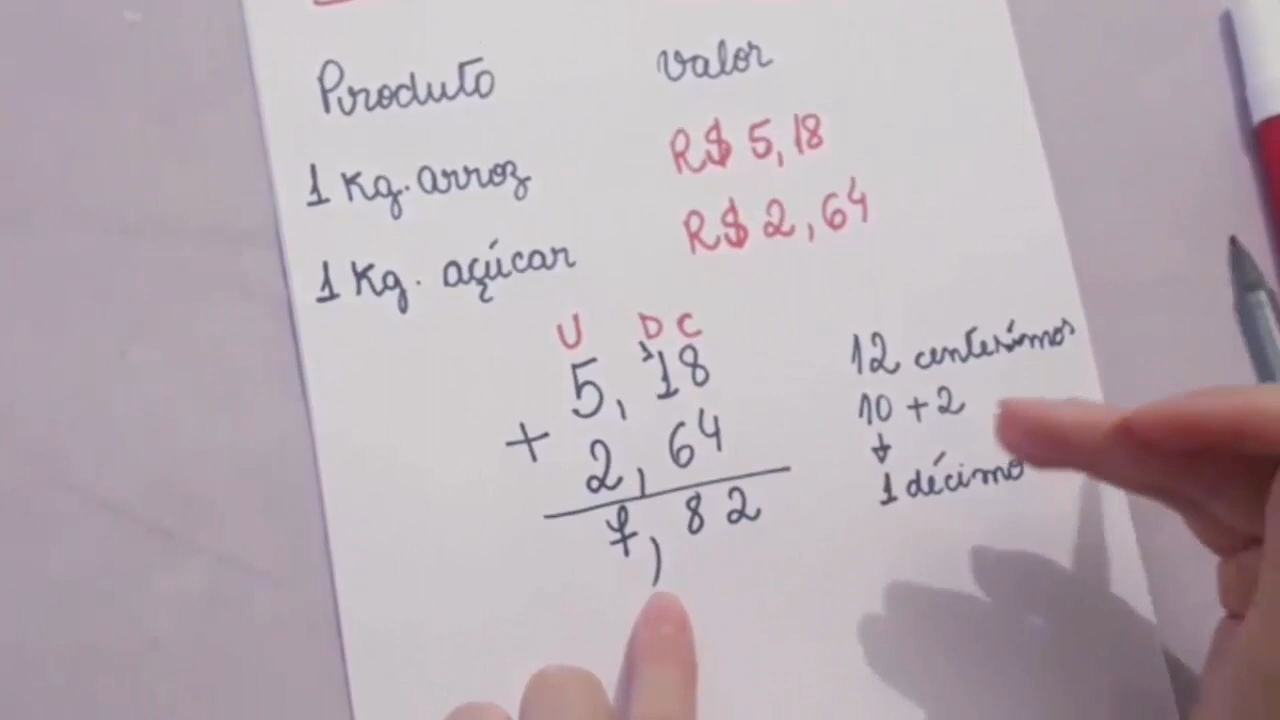 Produto Valor
1 Kg. arroz R$ 5,18
1 Kg. açúcar R$ 2,64
U D C
1
5,18
+ 2,64
7,82
12 centesímos
10 + 2
↓
1 décimo